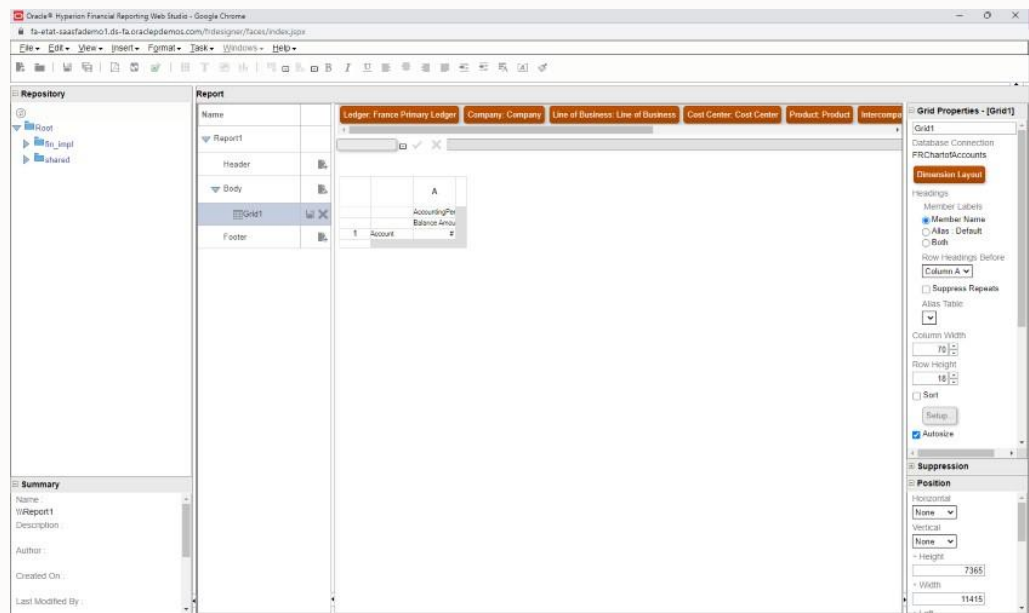 Oracle® Hyperion Financial Reporting Web Studio - Google Chrome
fa-etat-saasfademo1.ds-fa.oraclepdemos.com/frdesigner/faces/index.jspx
File Edit View Insert Format Task Windows Help
B I U
Repository
Root
fin_impl
shared
Summary
Name :
\\\Report1
Description :
Author :
Created On :
Last Modified By :
Report
Name
Report1
Header
Body
Grid1
Footer
Ledger: France Primary Ledger Company: Company Line of Business: Line of Business Cost Center: Cost Center Product: Product Intercompa
A
AccountingPer
Balance Amou
1 Account #
Grid Properties - [Grid1]
Grid1
Database Connection
FRChartofAccounts
Dimension Layout
Headings
Member Labels
Member Name
Alias : Default
Both
Row Headings Before
Column A
Suppress Repeats
Alias Table
Column Width
70
Row Height
18
Sort
Setup...
Autosize
Suppression
Position
Horizontal
None
Vertical
None
Height
7365
Width
11415